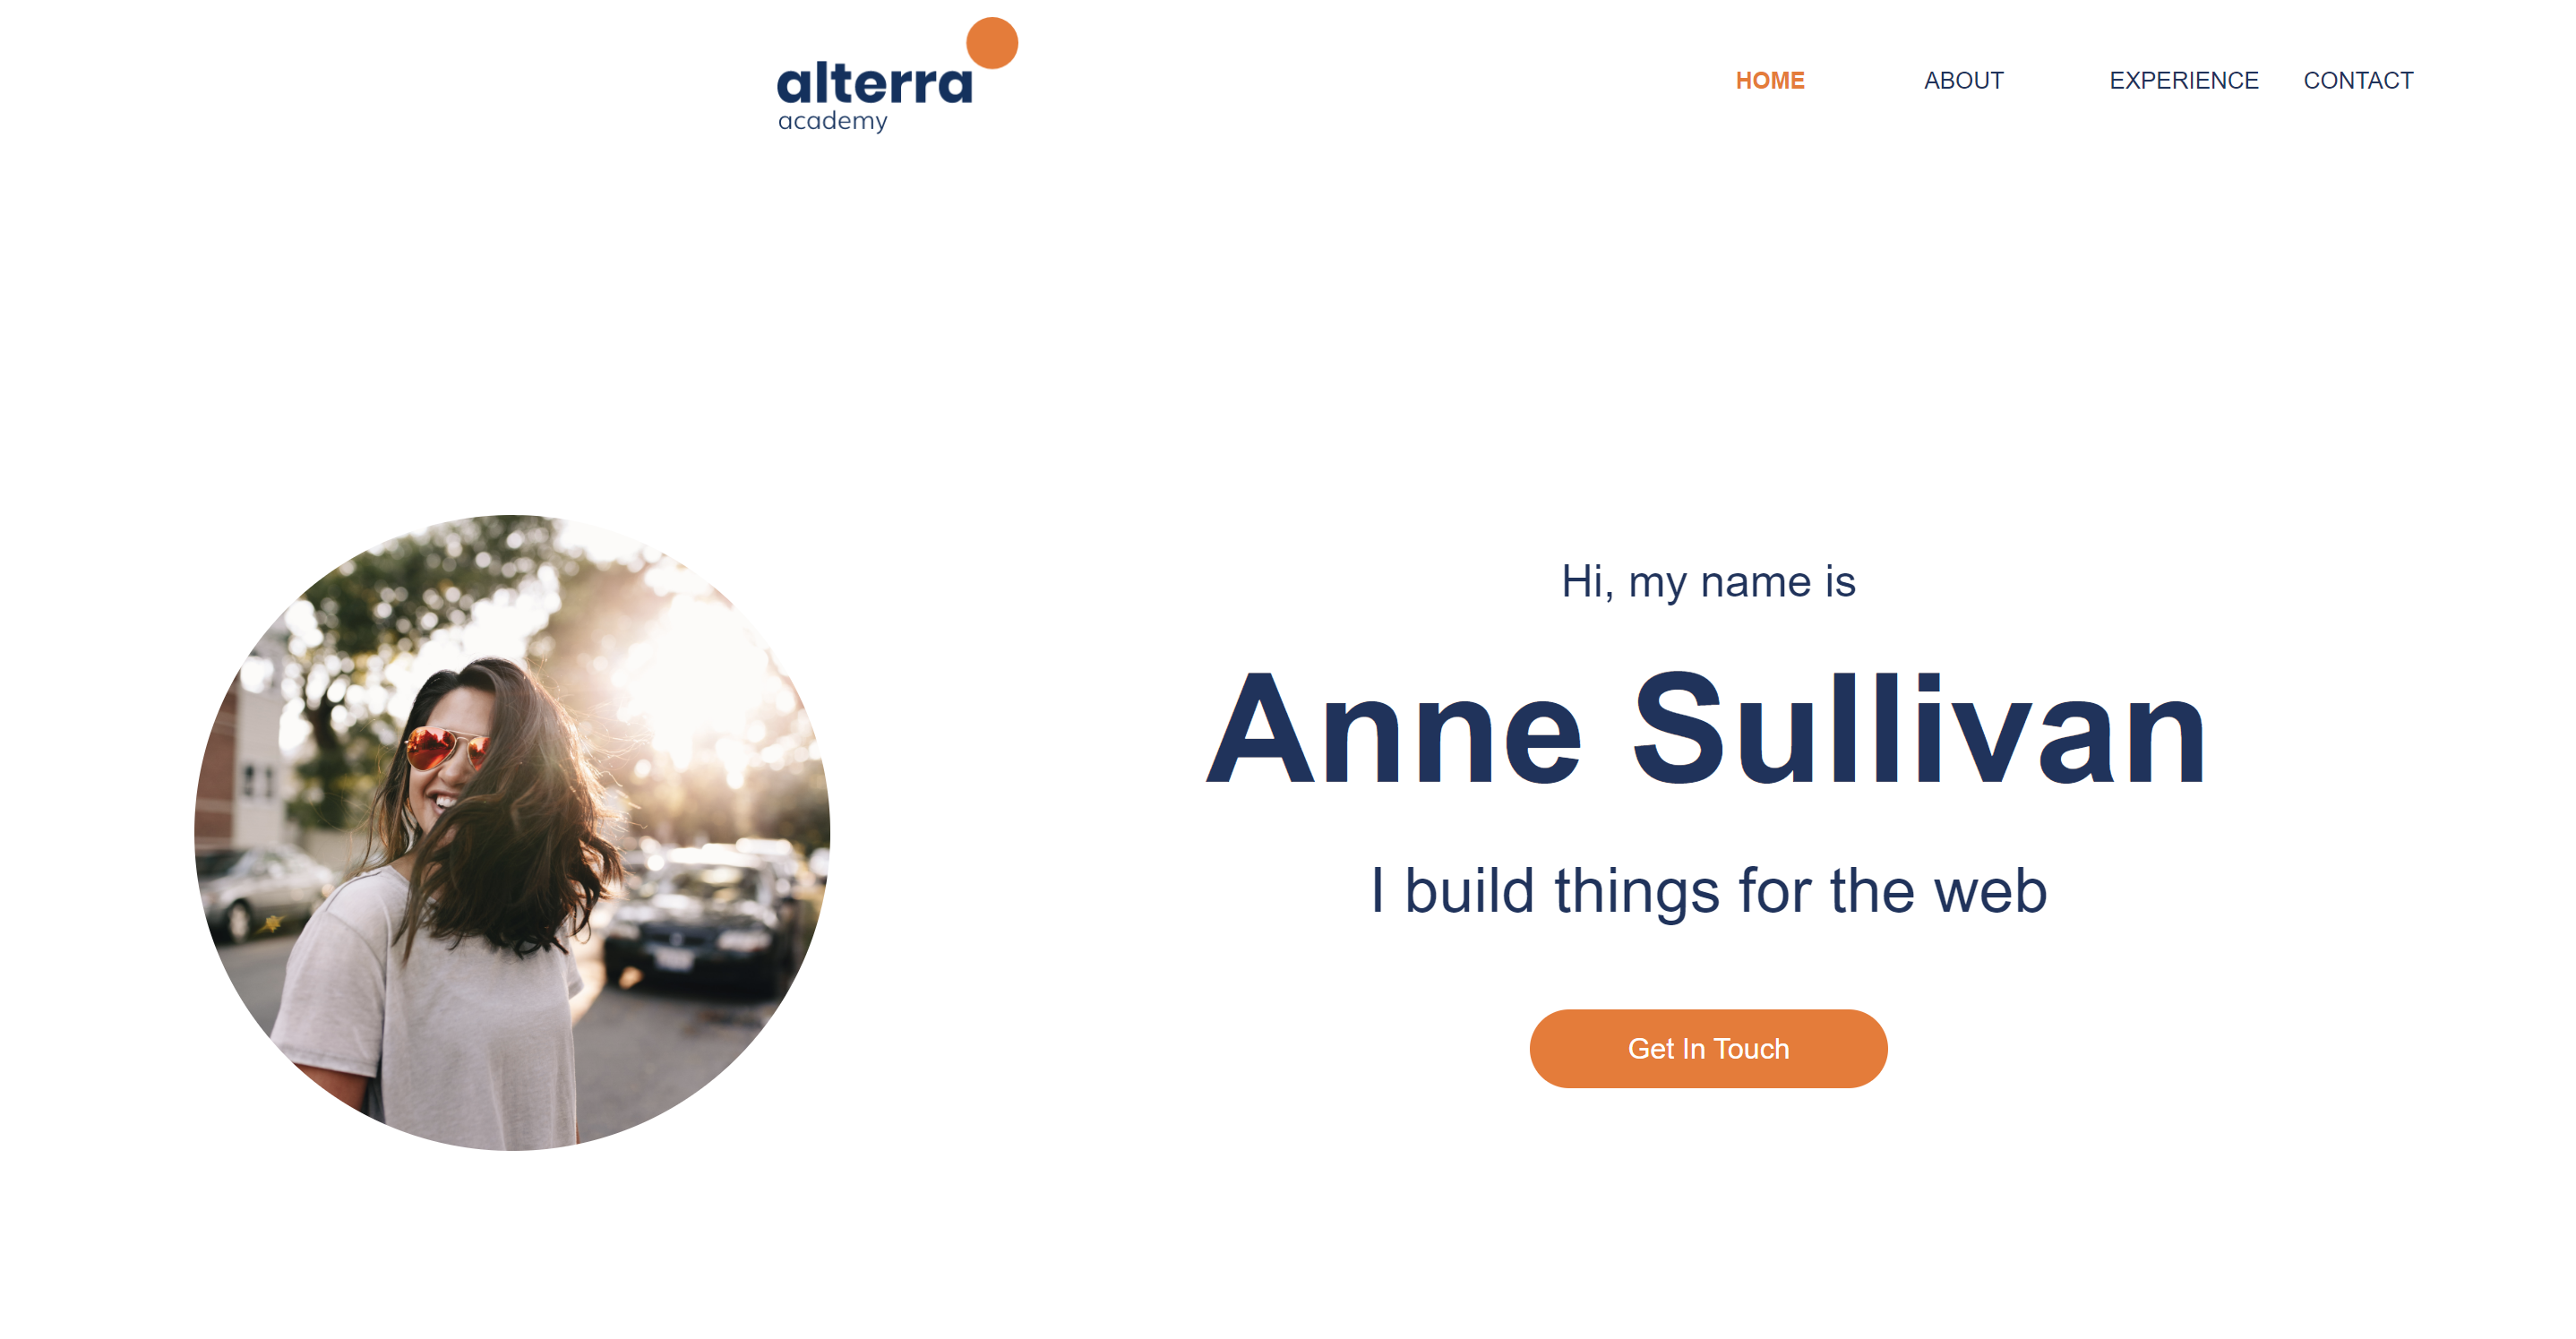 alterra
academy
HOME ABOUT EXPERIENCE CONTACT
Hi, my name is
Anne Sullivan
I build things for the web
Get In Touch